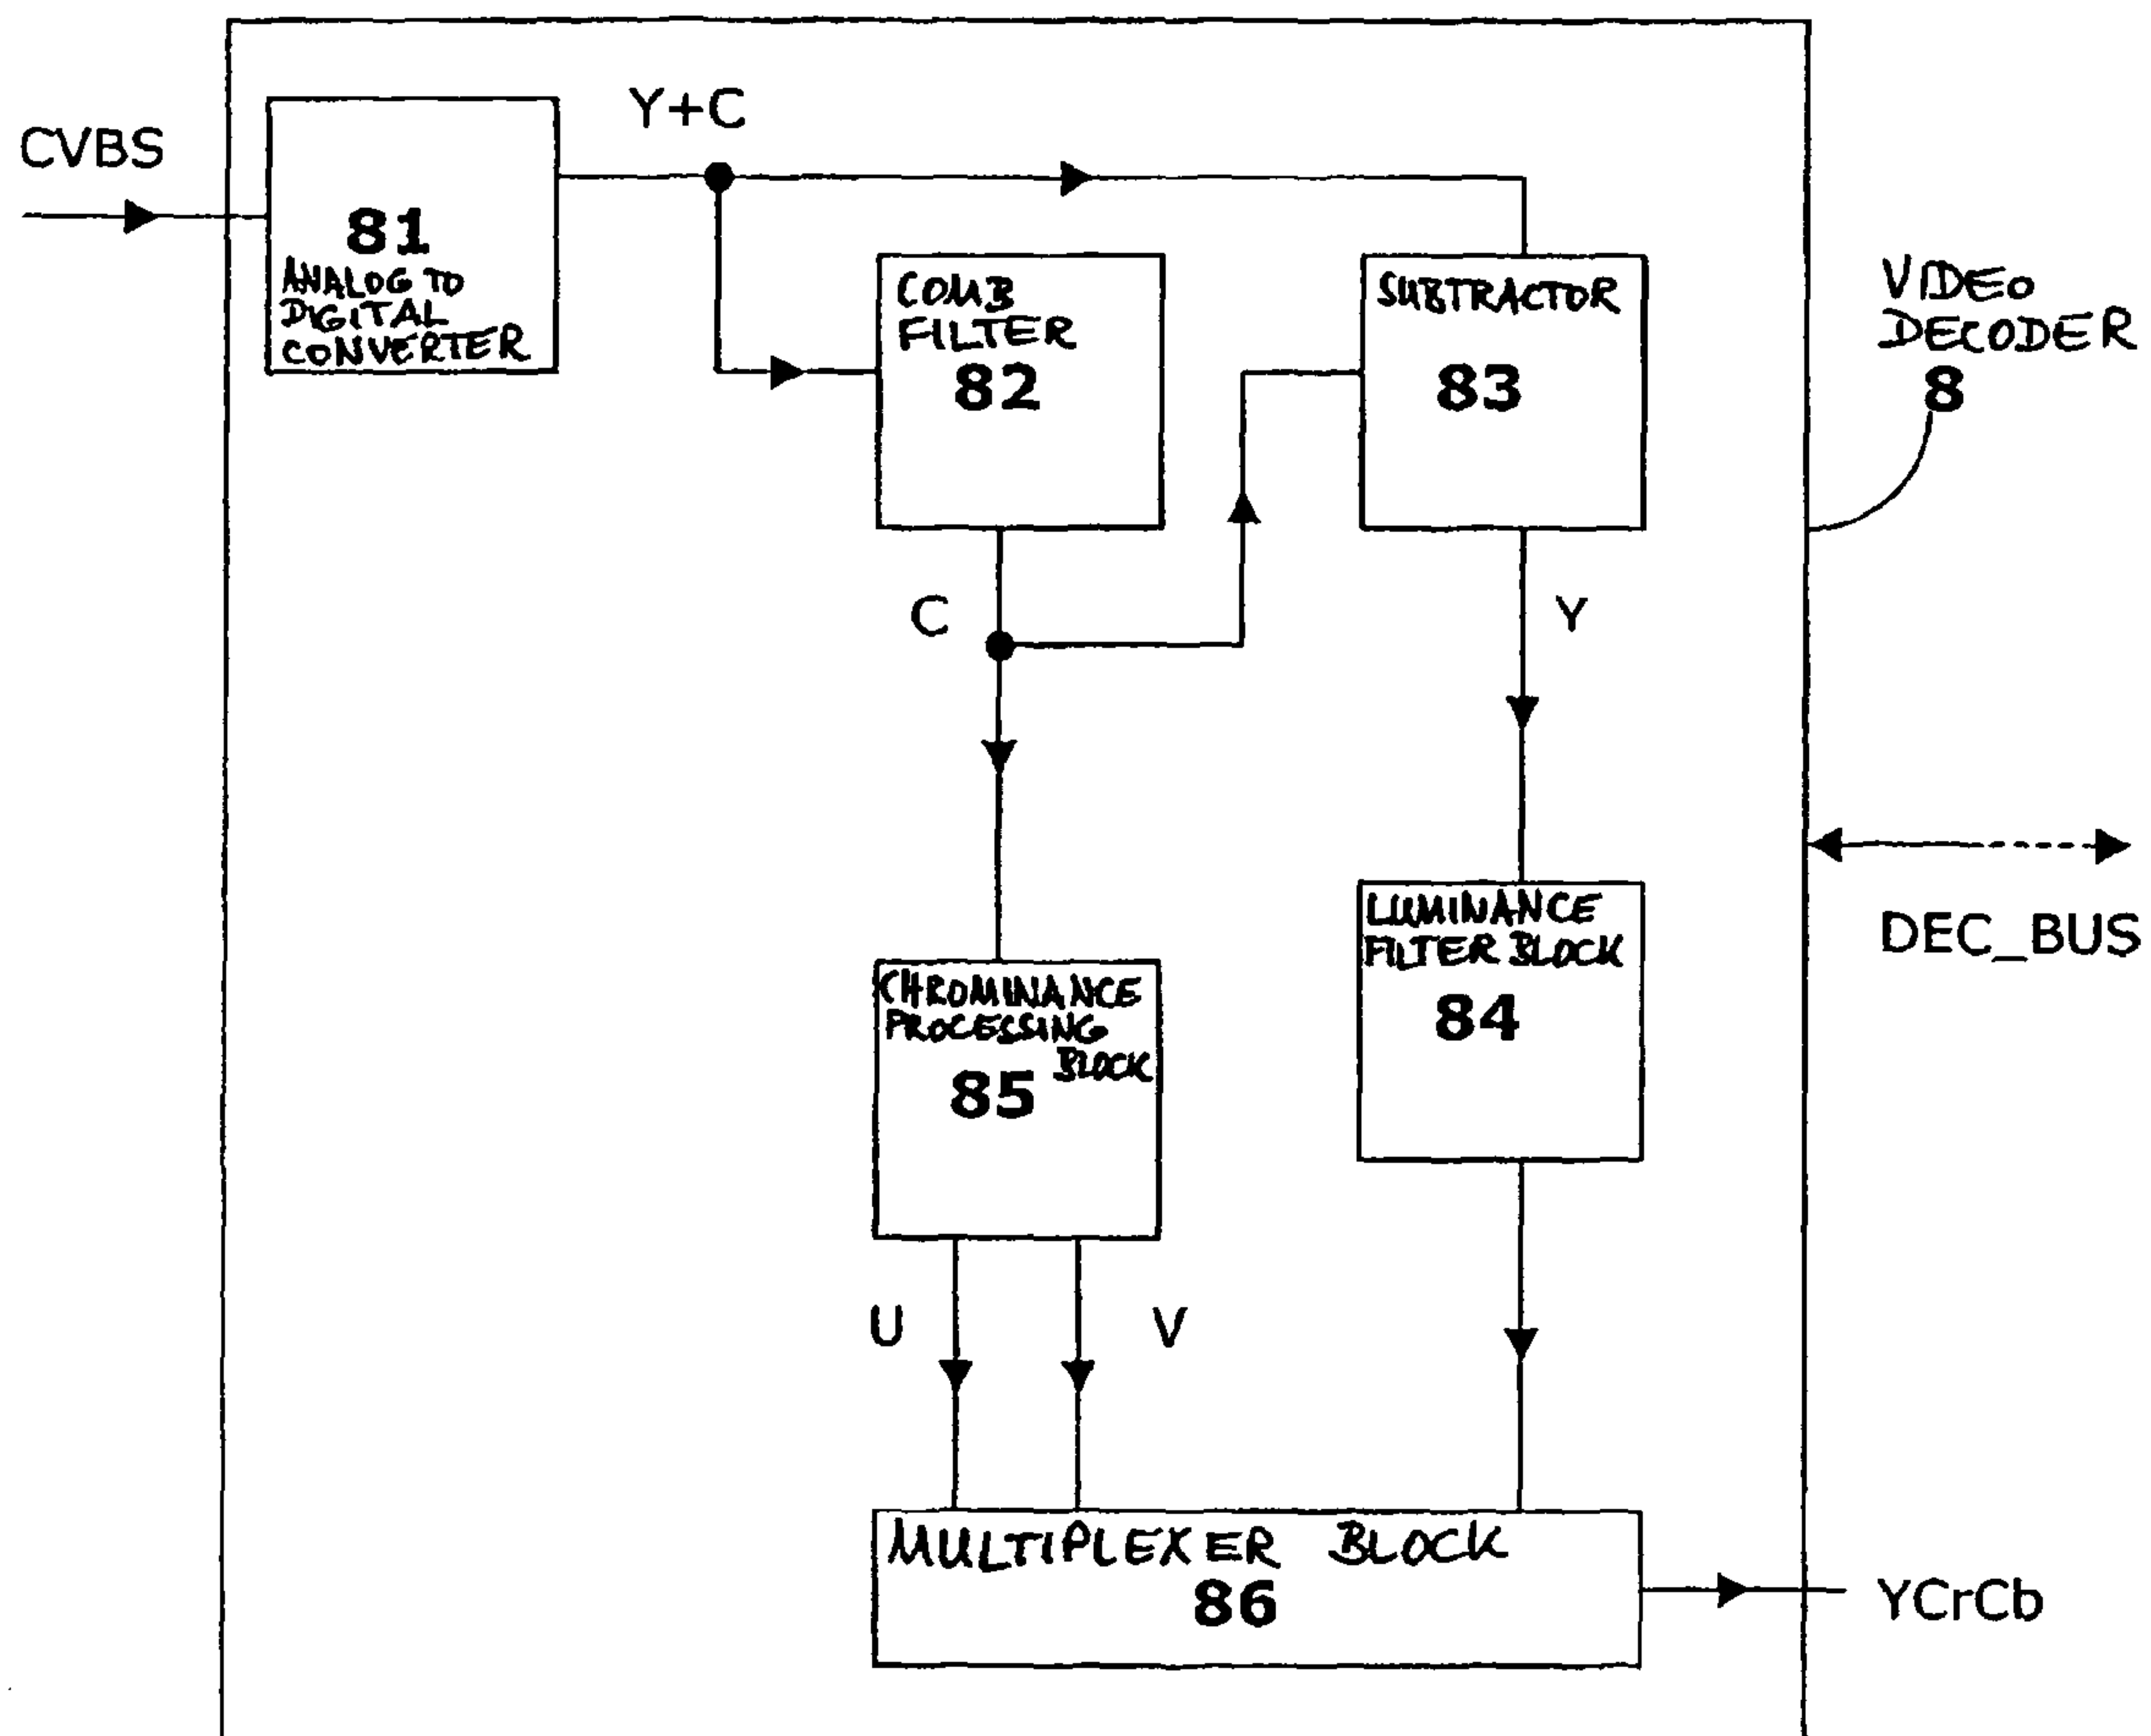 CVBS
Y+C
81
ANALOG TO
DIGITAL
CONVERTER
COMB
FILTER
82
SUBTRACTOR
83
VIDEO
DECODER
8
C
Y
LUMINANCE
FILTER BLOCK
84
DEC_BUS
CHROMINANCE
PROCESSING
BLOCK
85
U
V
MULTIPLEXER BLOCK
86
YCrCb